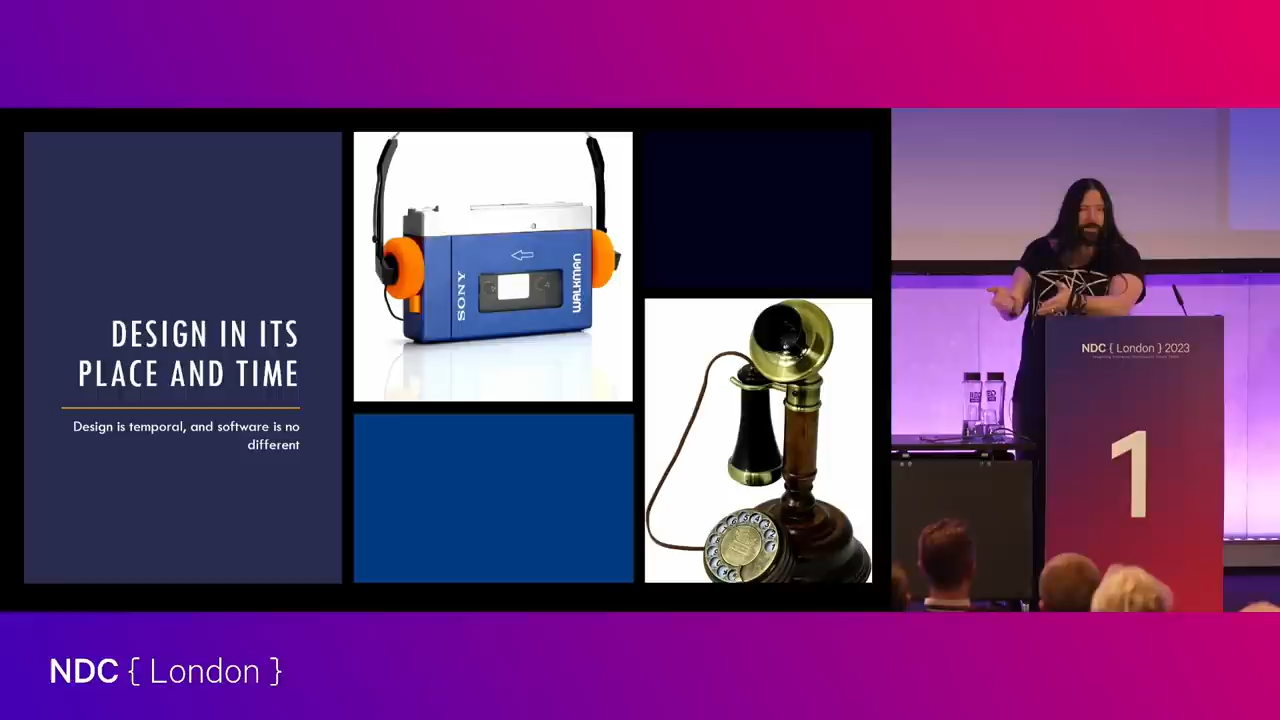 DESIGN IN ITS
PLACE AND TIME
Design is temporal, and software is no
different
SONY
WALKMAN
NDC { London } 2023
1
NDC { London }